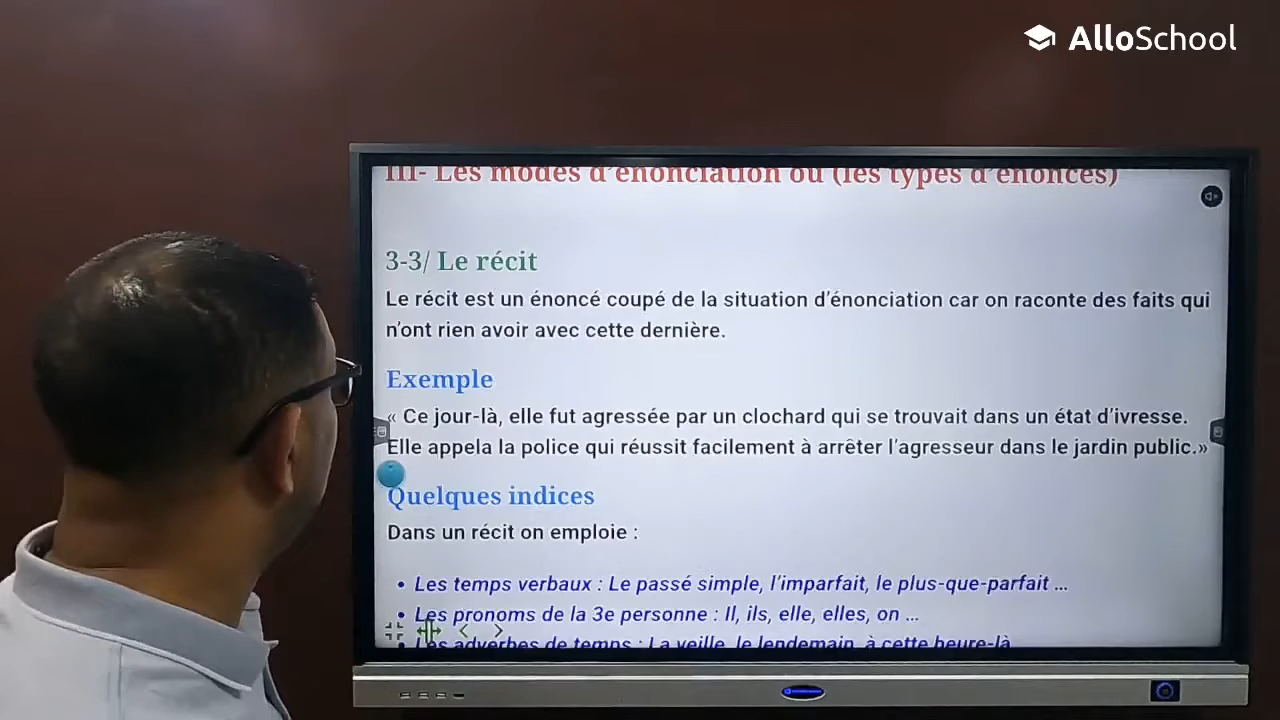 AlloSchool
III- Les modes d'énonciation ou (les types d'énoncés)
3-3/ Le récit
Le récit est un énoncé coupé de la situation d'énonciation car on raconte des faits qui
n'ont rien avoir avec cette dernière.
Exemple
« Ce jour-là, elle fut agressée par un clochard qui se trouvait dans un état d'ivresse.
Elle appela la police qui réussit facilement à arrêter l'agresseur dans le jardin public.»
Quelques indices
Dans un récit on emploie :
• Les temps verbaux : Le passé simple, l'imparfait, le plus-que-parfait ...
• Les pronoms de la 3e personne : Il, ils, elle, elles, on ...
• Les adverbes de temps : La veille, le lendemain, à cette heure-là